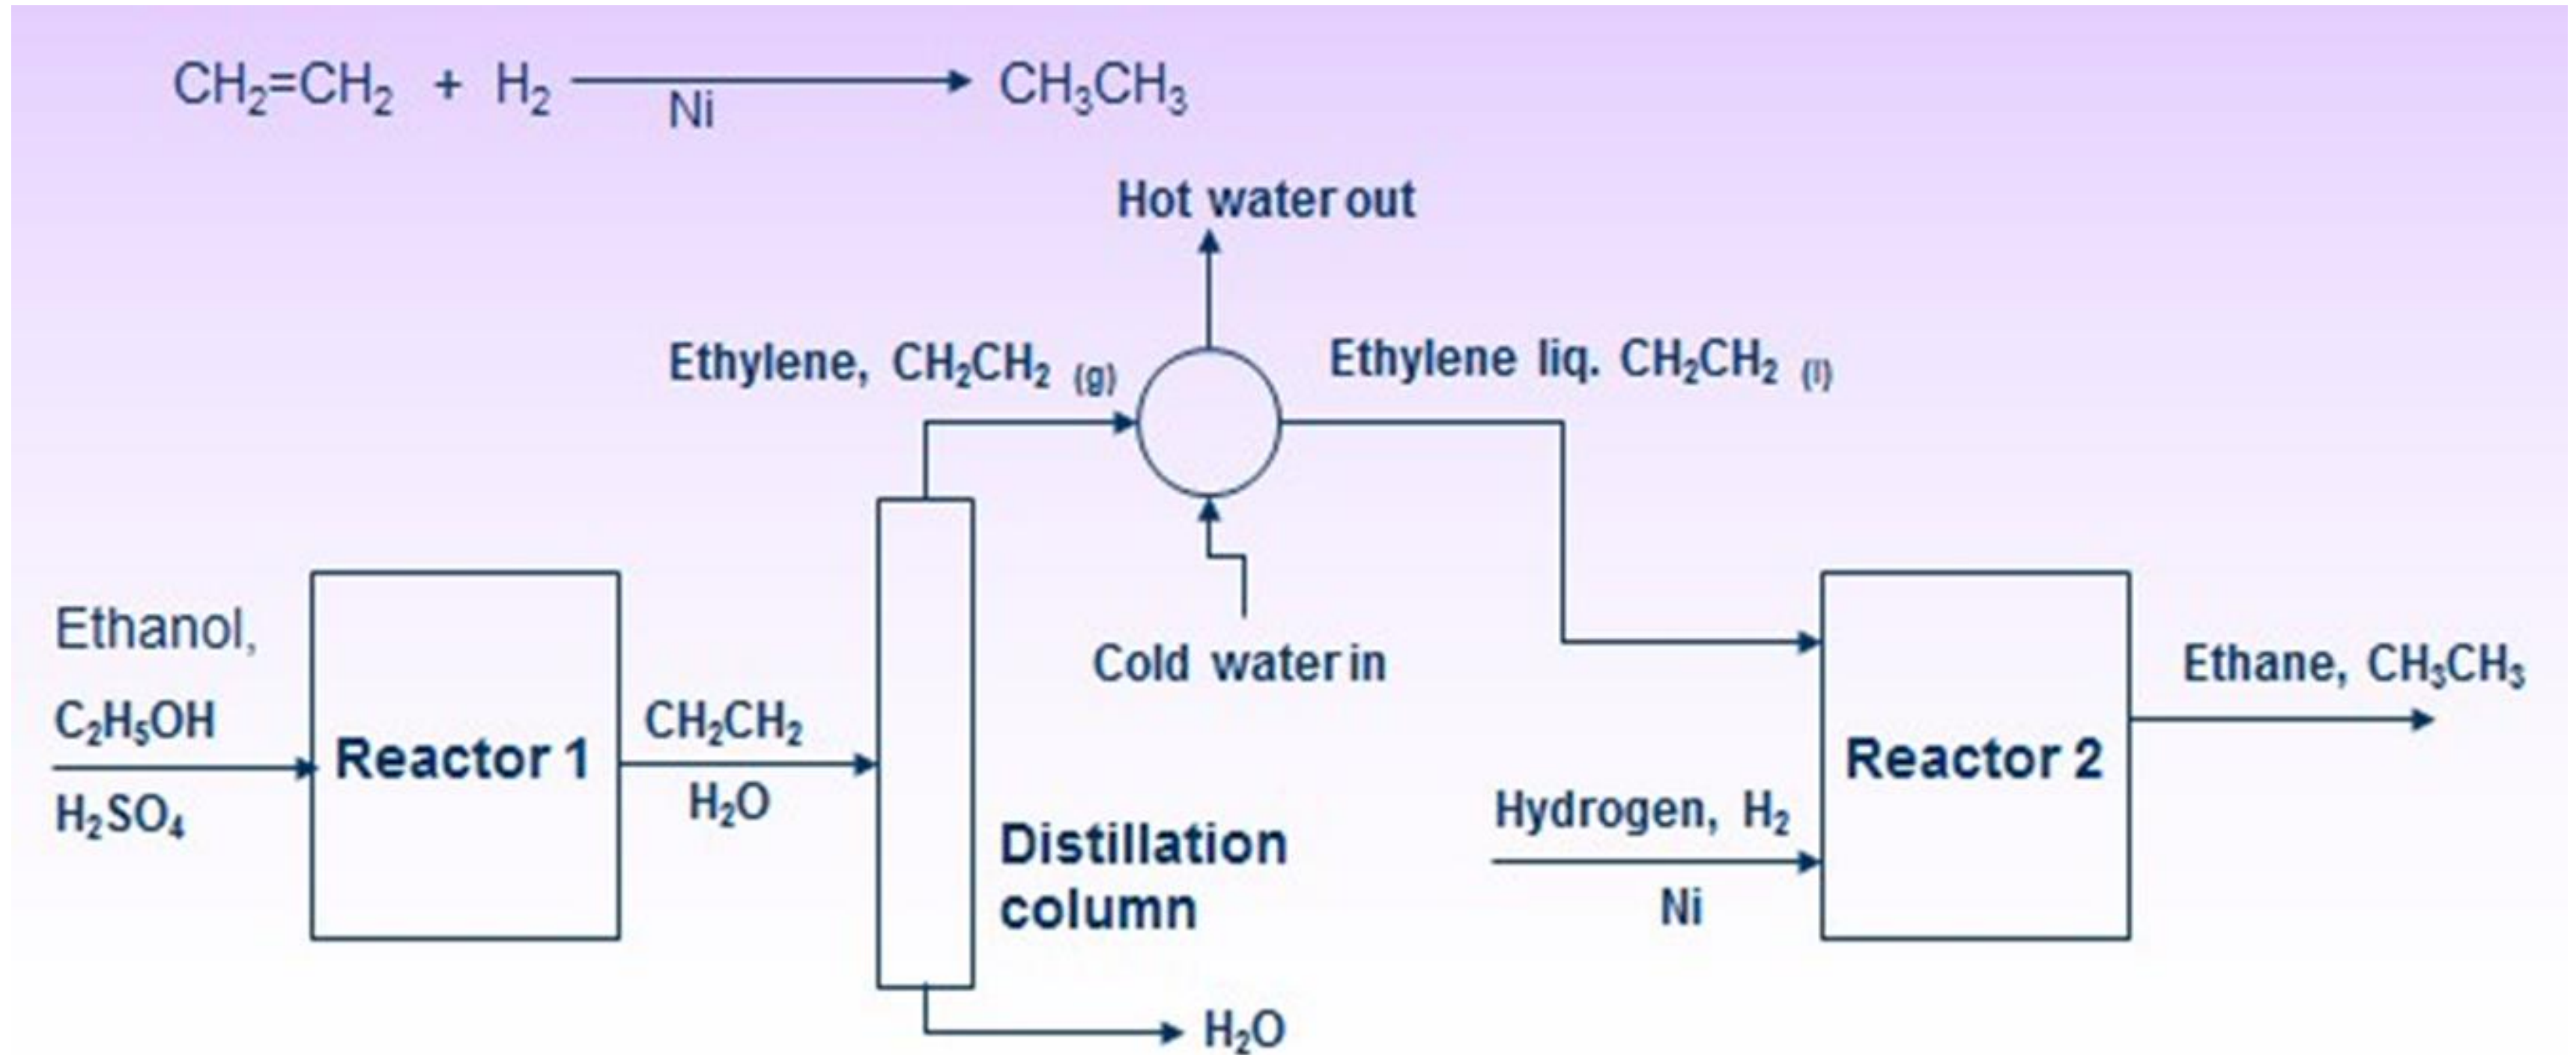 CH₂=CH₂ + H₂ Ni CH₃CH₃
Hot water out
Ethylene, CH₂CH₂ (g)
Ethylene liq. CH₂CH₂ (l)
Cold water in
Ethanol,
C₂H₅OH
H₂SO₄
Reactor 1
CH₂CH₂
H₂O
Distillation
column
H₂O
Hydrogen, H₂
Ni
Reactor 2
Ethane, CH₃CH₃